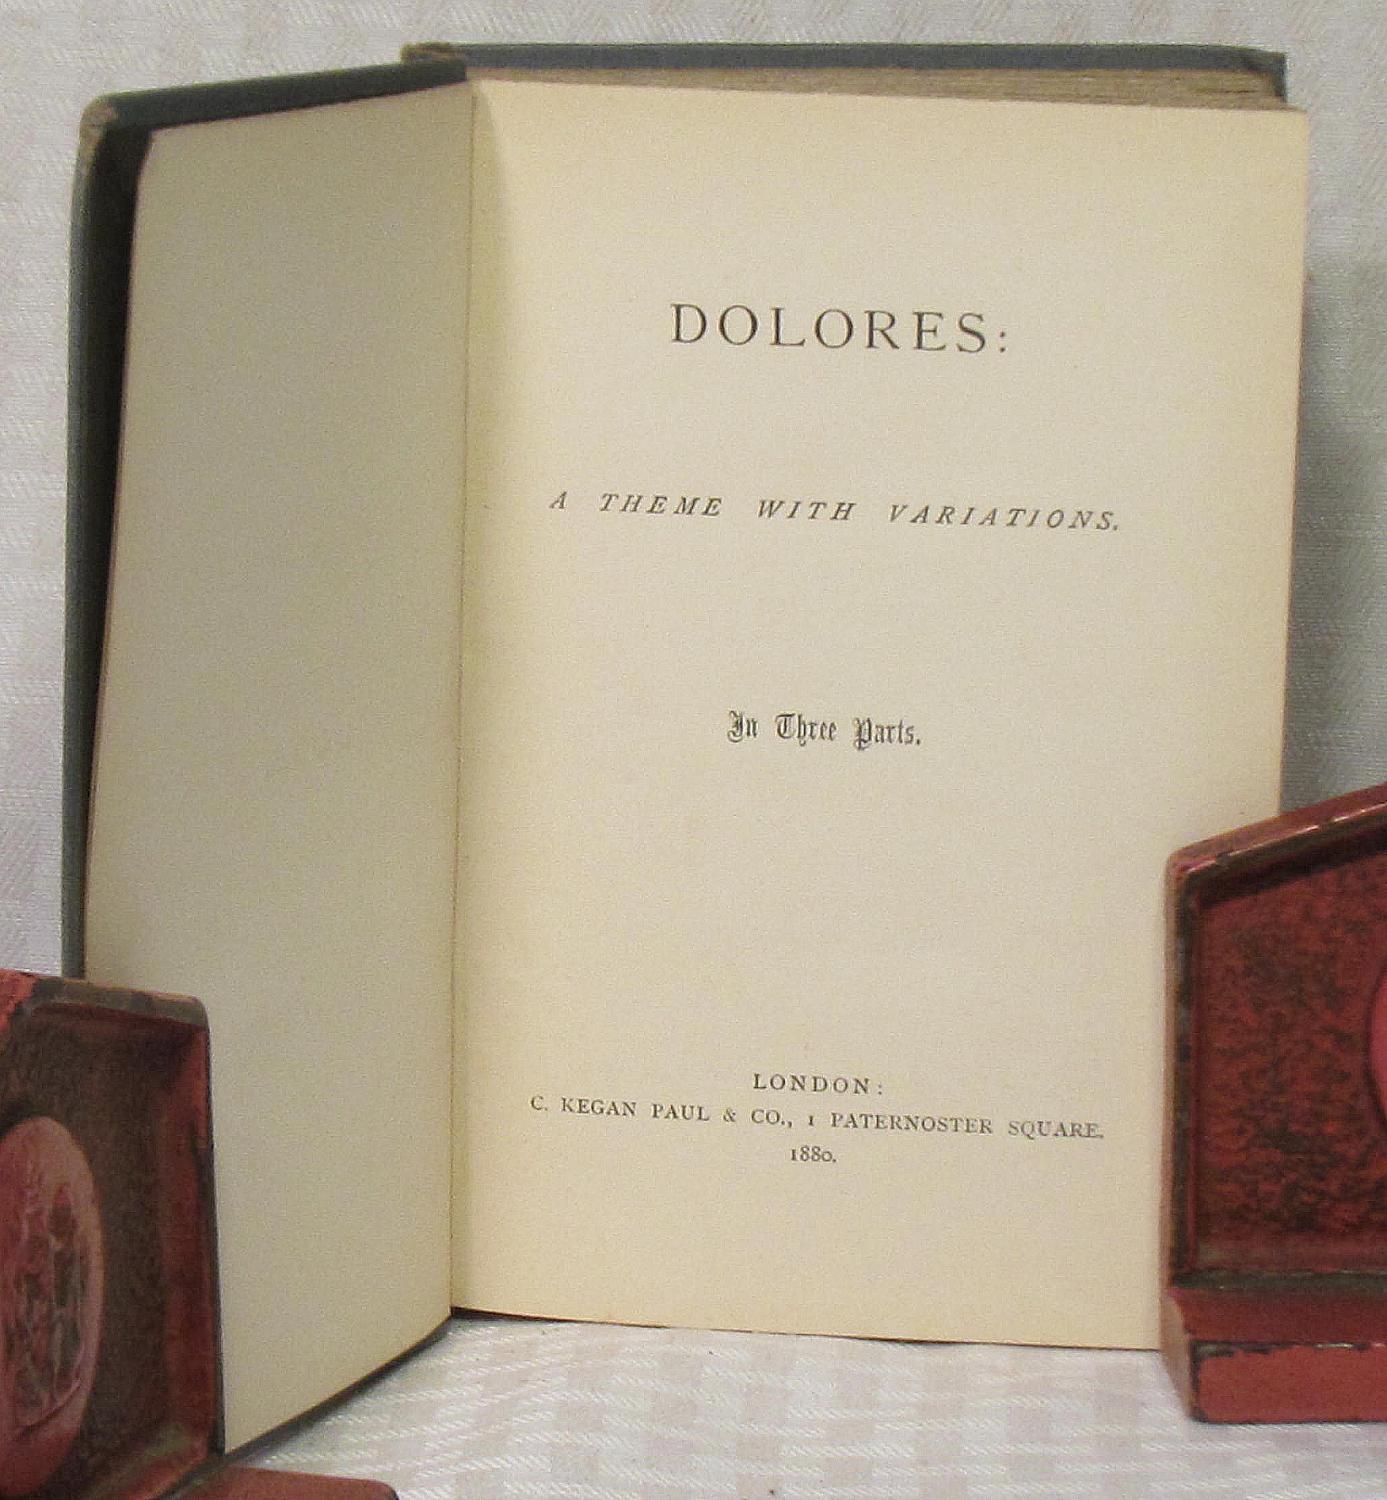 DOLORES:
A THEME WITH VARIATIONS.
In Three Parts.
LONDON:
C. KEGAN PAUL & CO., 1 PATERNOSTER SQUARE.
1880.